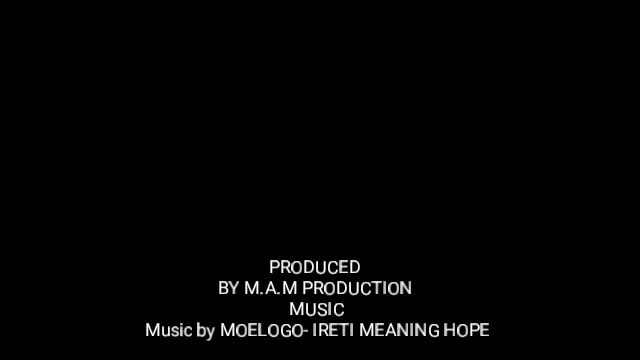 PRODUCED
BY M.A.M PRODUCTION
MUSIC
Music by MOELOGO- IRETI MEANING HOPE